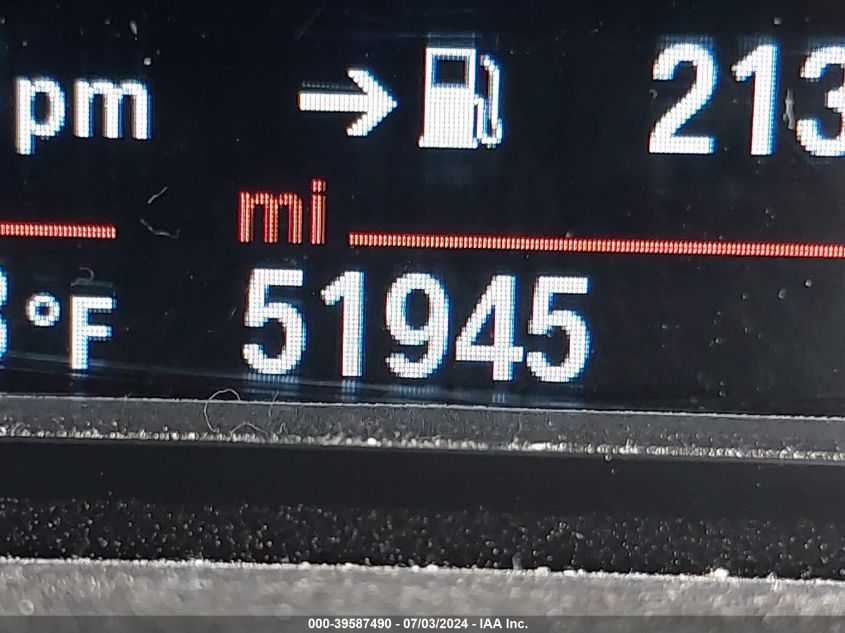 pm → 213
mi
°F 51945
000-39587490 - 07/03/2024 - IAA Inc.